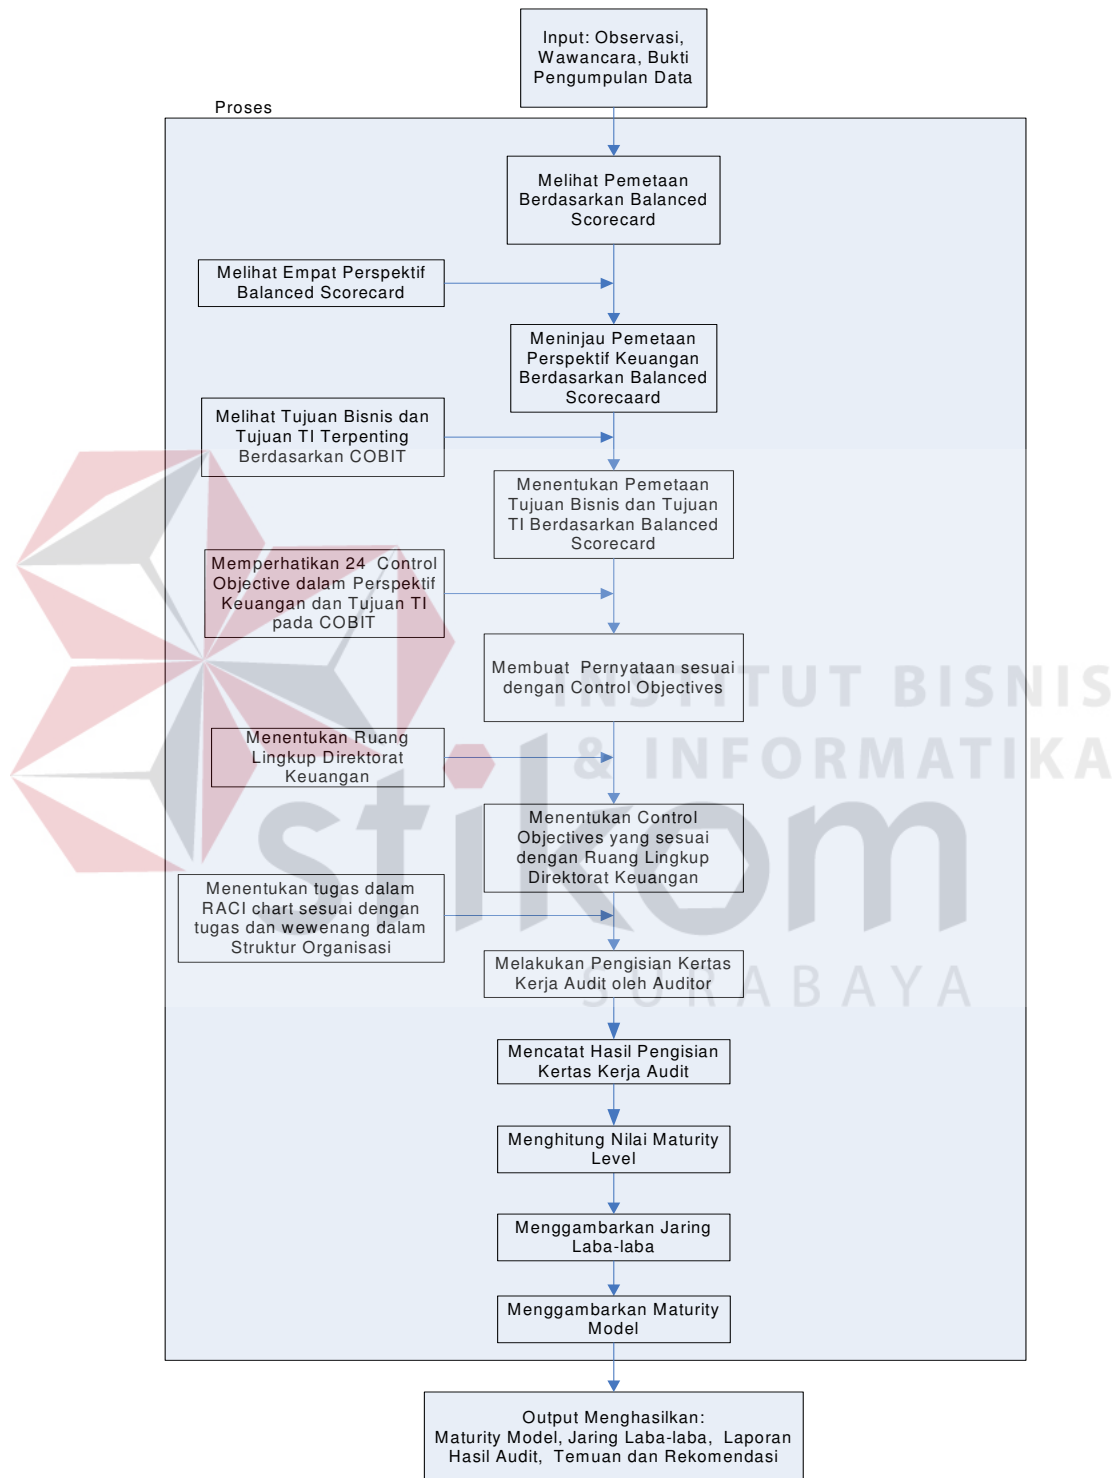 Input: Observasi,
Wawancara, Bukti
Pengumpulan Data
Proses
Melihat Pemetaan
Berdasarkan Balanced
Scorecard
Melihat Empat Perspektif
Balanced Scorecard
Meninjau Pemetaan
Perspektif Keuangan
Berdasarkan Balanced
Scorecaard
Melihat Tujuan Bisnis dan
Tujuan TI Terpenting
Berdasarkan COBIT
Menentukan Pemetaan
Tujuan Bisnis dan Tujuan
TI Berdasarkan Balanced
Scorecard
Memperhatikan 24 Control
Objective dalam Perspektif
Keuangan dan Tujuan TI
pada COBIT
Membuat Pernyataan sesuai
dengan Control Objectives
Menentukan Ruang
Lingkup Direktorat
Keuangan
Menentukan Control
Objectives yang sesuai
dengan Ruang Lingkup
Direktorat Keuangan
Menentukan tugas dalam
RACI chart sesuai dengan
tugas dan wewenang dalam
Struktur Organisasi
Melakukan Pengisian Kertas
Kerja Audit oleh Auditor
Mencatat Hasil Pengisian
Kertas Kerja Audit
Menghitung Nilai Maturity
Level
Menggambarkan Jaring
Laba-laba
Menggambarkan Maturity
Model
Output Menghasilkan:
Maturity Model, Jaring Laba-laba, Laporan
Hasil Audit, Temuan dan Rekomendasi
INSTITUT BISNIS
& INFORMATIKA
stikom
SURABAYA